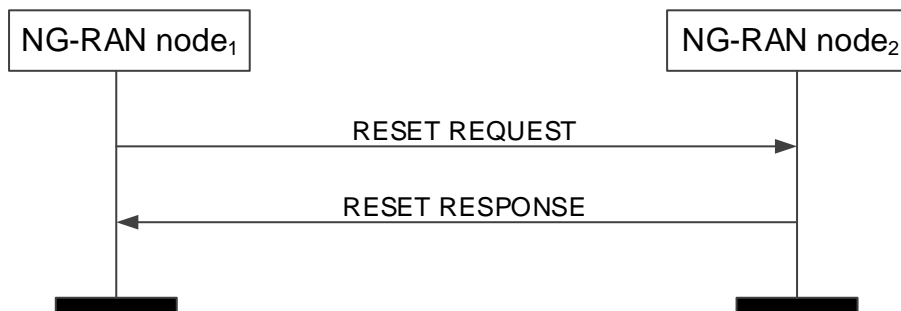 NG-RAN node₁
NG-RAN node₂
RESET REQUEST
RESET RESPONSE